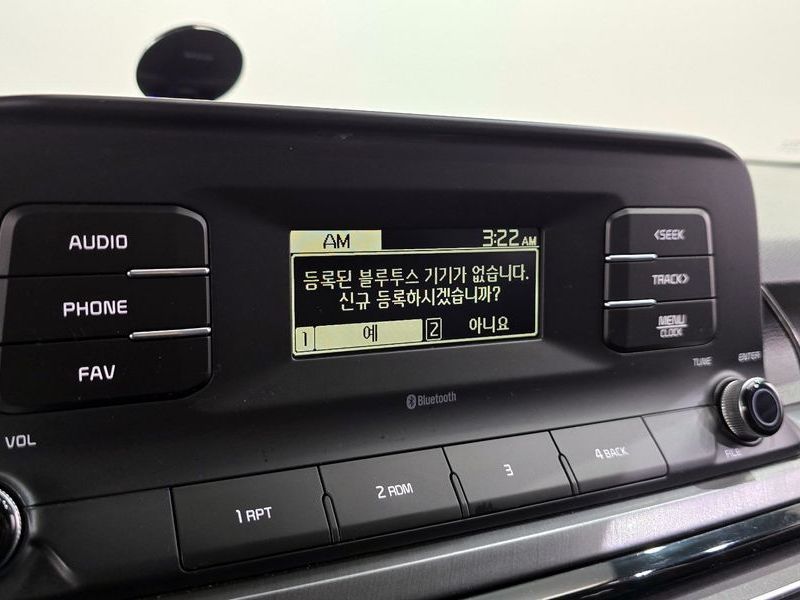 AM 3:22 AM
등록된 블루투스 기기가 없습니다.
신규 등록하시겠습니까?
1 예 2 아니요
AUDIO
PHONE
FAV
VOL
<SEEK
TRACK>
MENU
CLOCK
TUNE
ENTER
FILE
Bluetooth
1 RPT
2 RDM
3
4 BACK